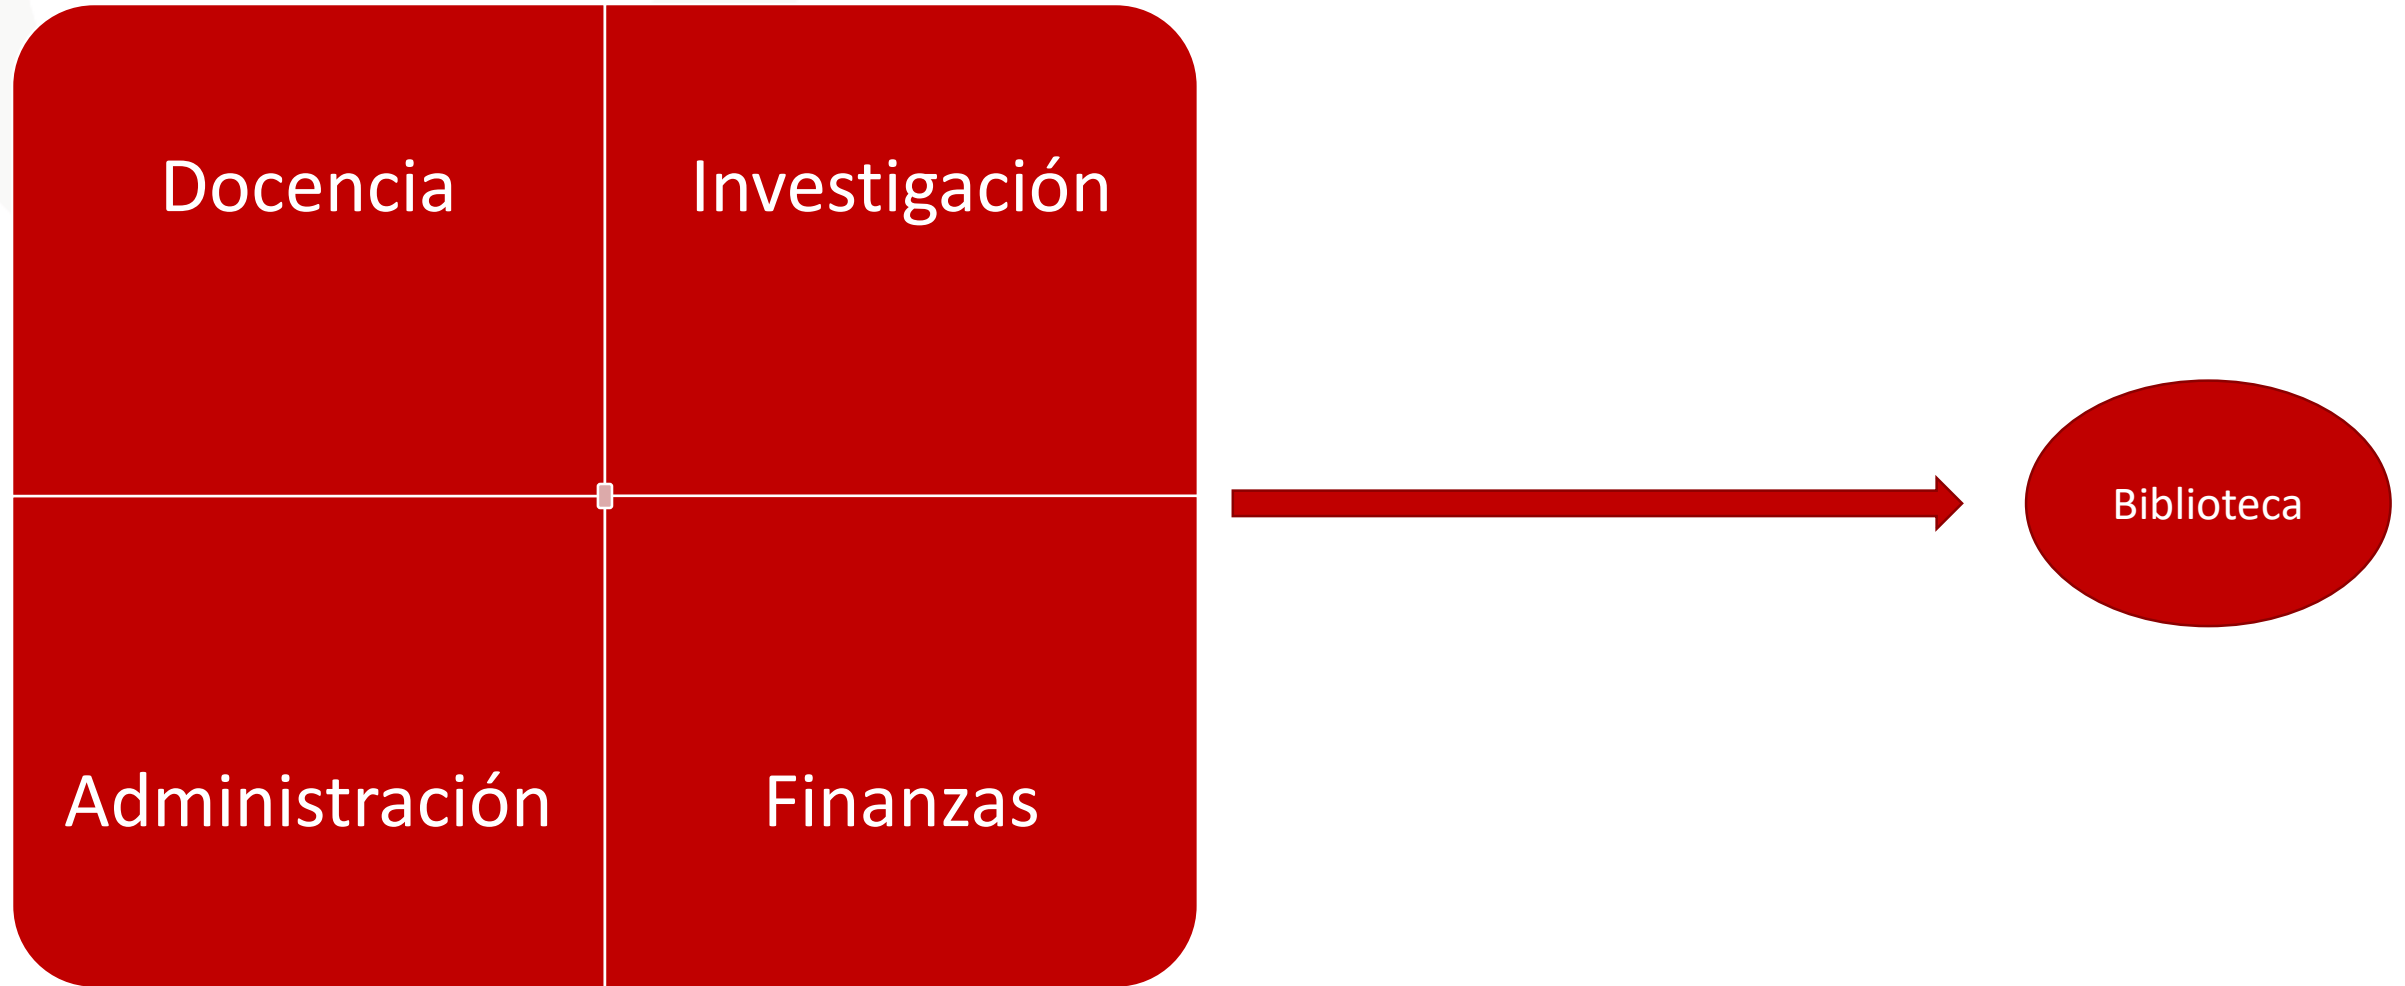 Docencia
Investigación
Administración
Finanzas
Biblioteca